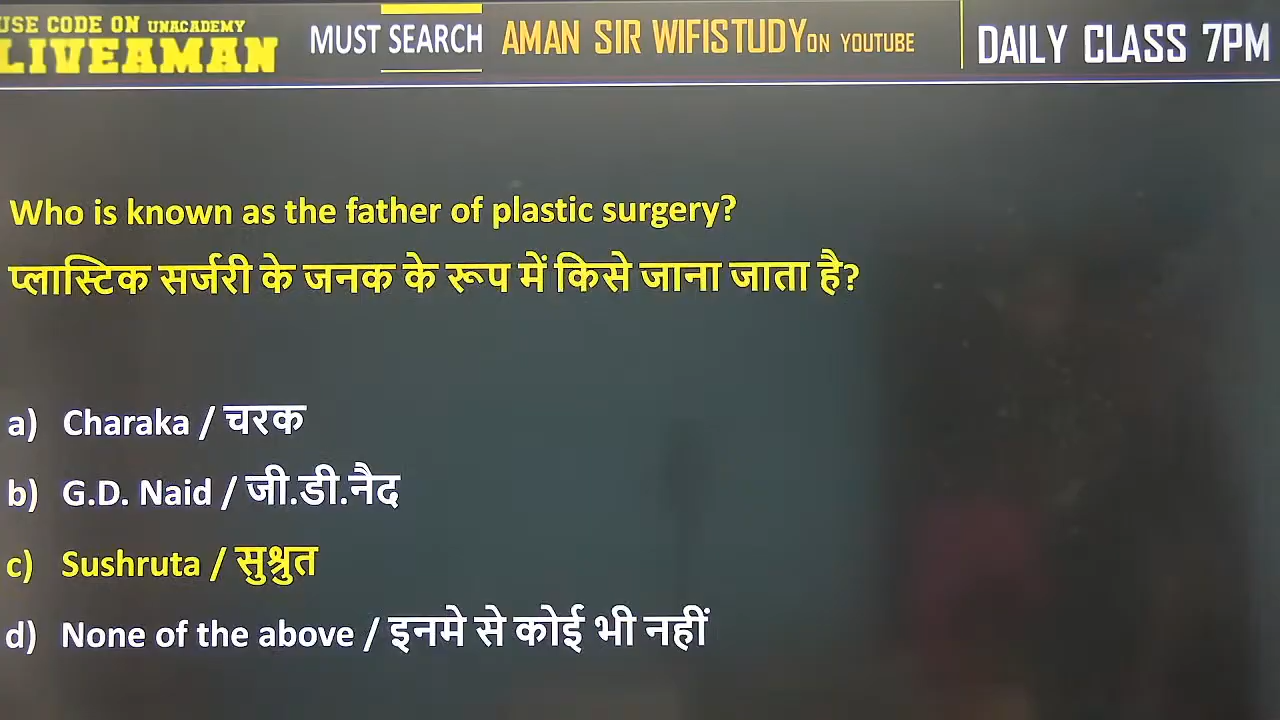 USE CODE ON UNACADEMY
LIVEAMAN
MUST SEARCH AMAN SIR WIFISTUDY ON YOUTUBE
DAILY CLASS 7PM
Who is known as the father of plastic surgery?
प्लास्टिक सर्जरी के जनक के रूप में किसे जाना जाता है?
a) Charaka / चरक
b) G.D. Naid / जी.डी.नैद
c) Sushruta / सुश्रुत
d) None of the above / इनमे से कोई भी नहीं